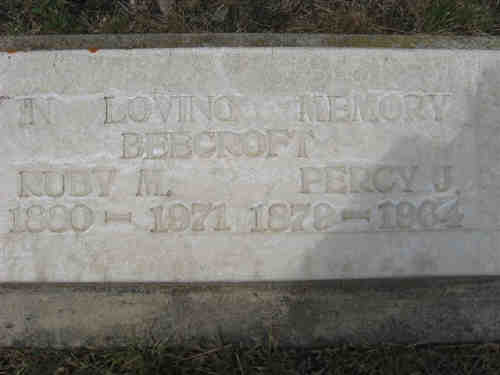 IN LOVING MEMORY
BEECROFT
RUBY M. PERCY J.
1880 - 1971 1879 - 1964